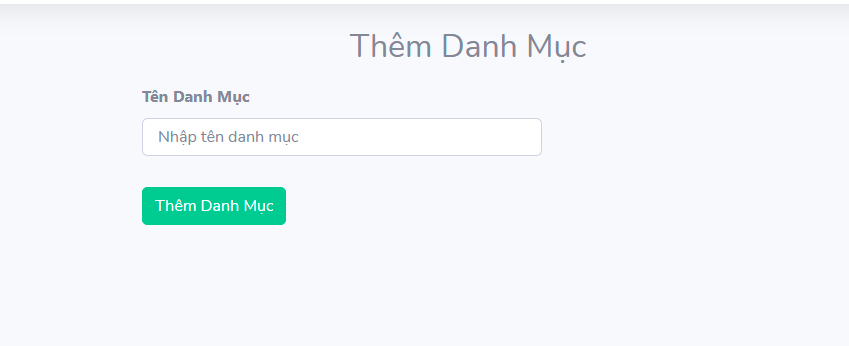 Thêm Danh Mục
Tên Danh Mục
Nhập tên danh mục
Thêm Danh Mục